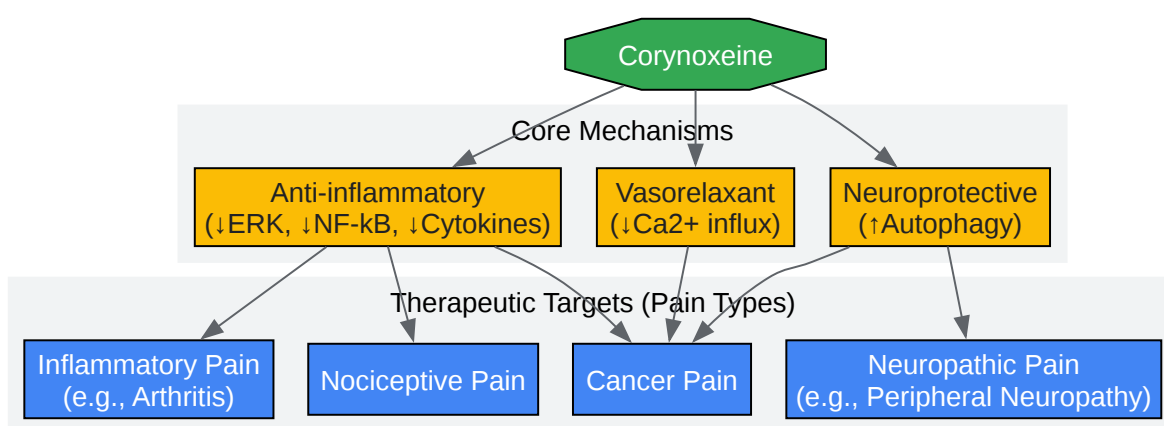 Corynoxeine
Core Mechanisms
Anti-inflammatory
(↓ERK, ↓NF-kB, ↓Cytokines)
Vasorelaxant
(↓Ca2+ influx)
Neuroprotective
(↑Autophagy)
Therapeutic Targets (Pain Types)
Inflammatory Pain
(e.g., Arthritis)
Nociceptive Pain
Cancer Pain
Neuropathic Pain
(e.g., Peripheral Neuropathy)